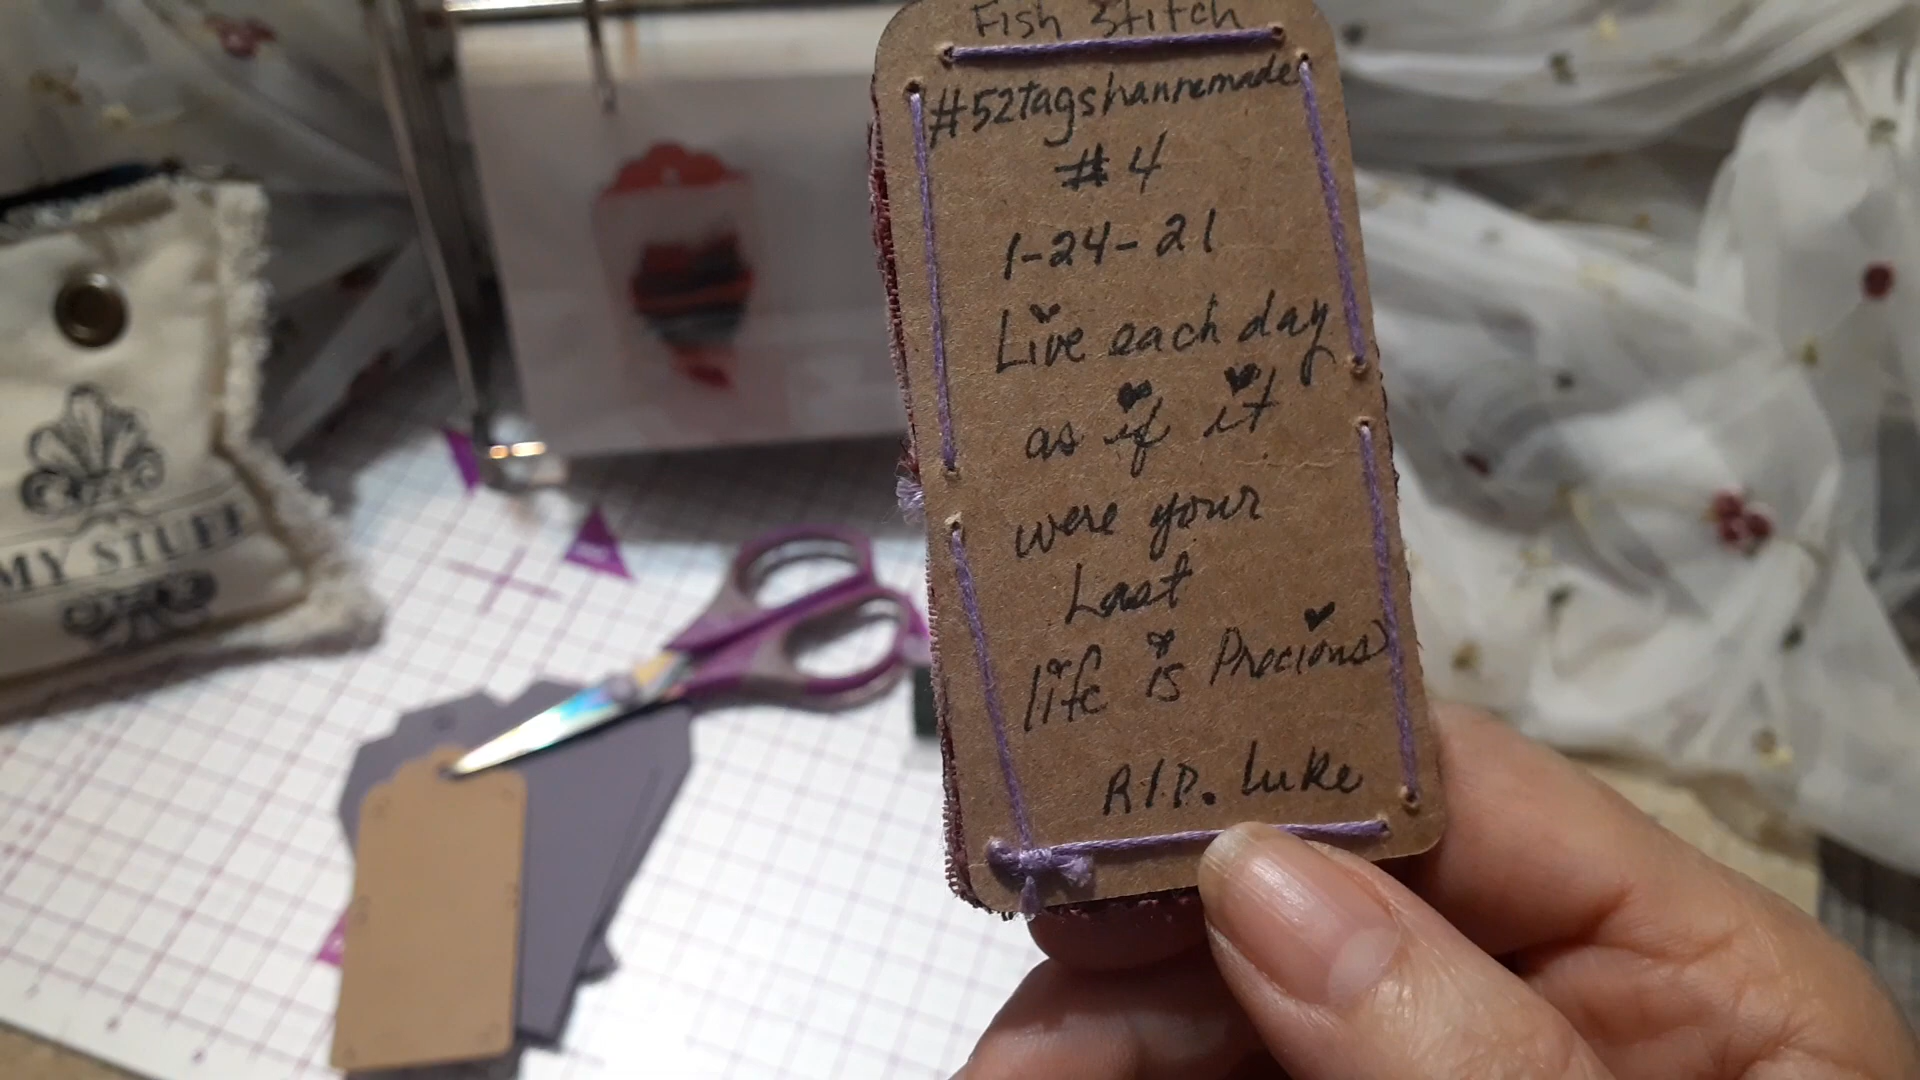 Fish Stitch
#52tagshannemade
#4
1-24-21
Live each day
as if it
were your
Last
life is Precious
R.I.P. Luke
MY STUFF